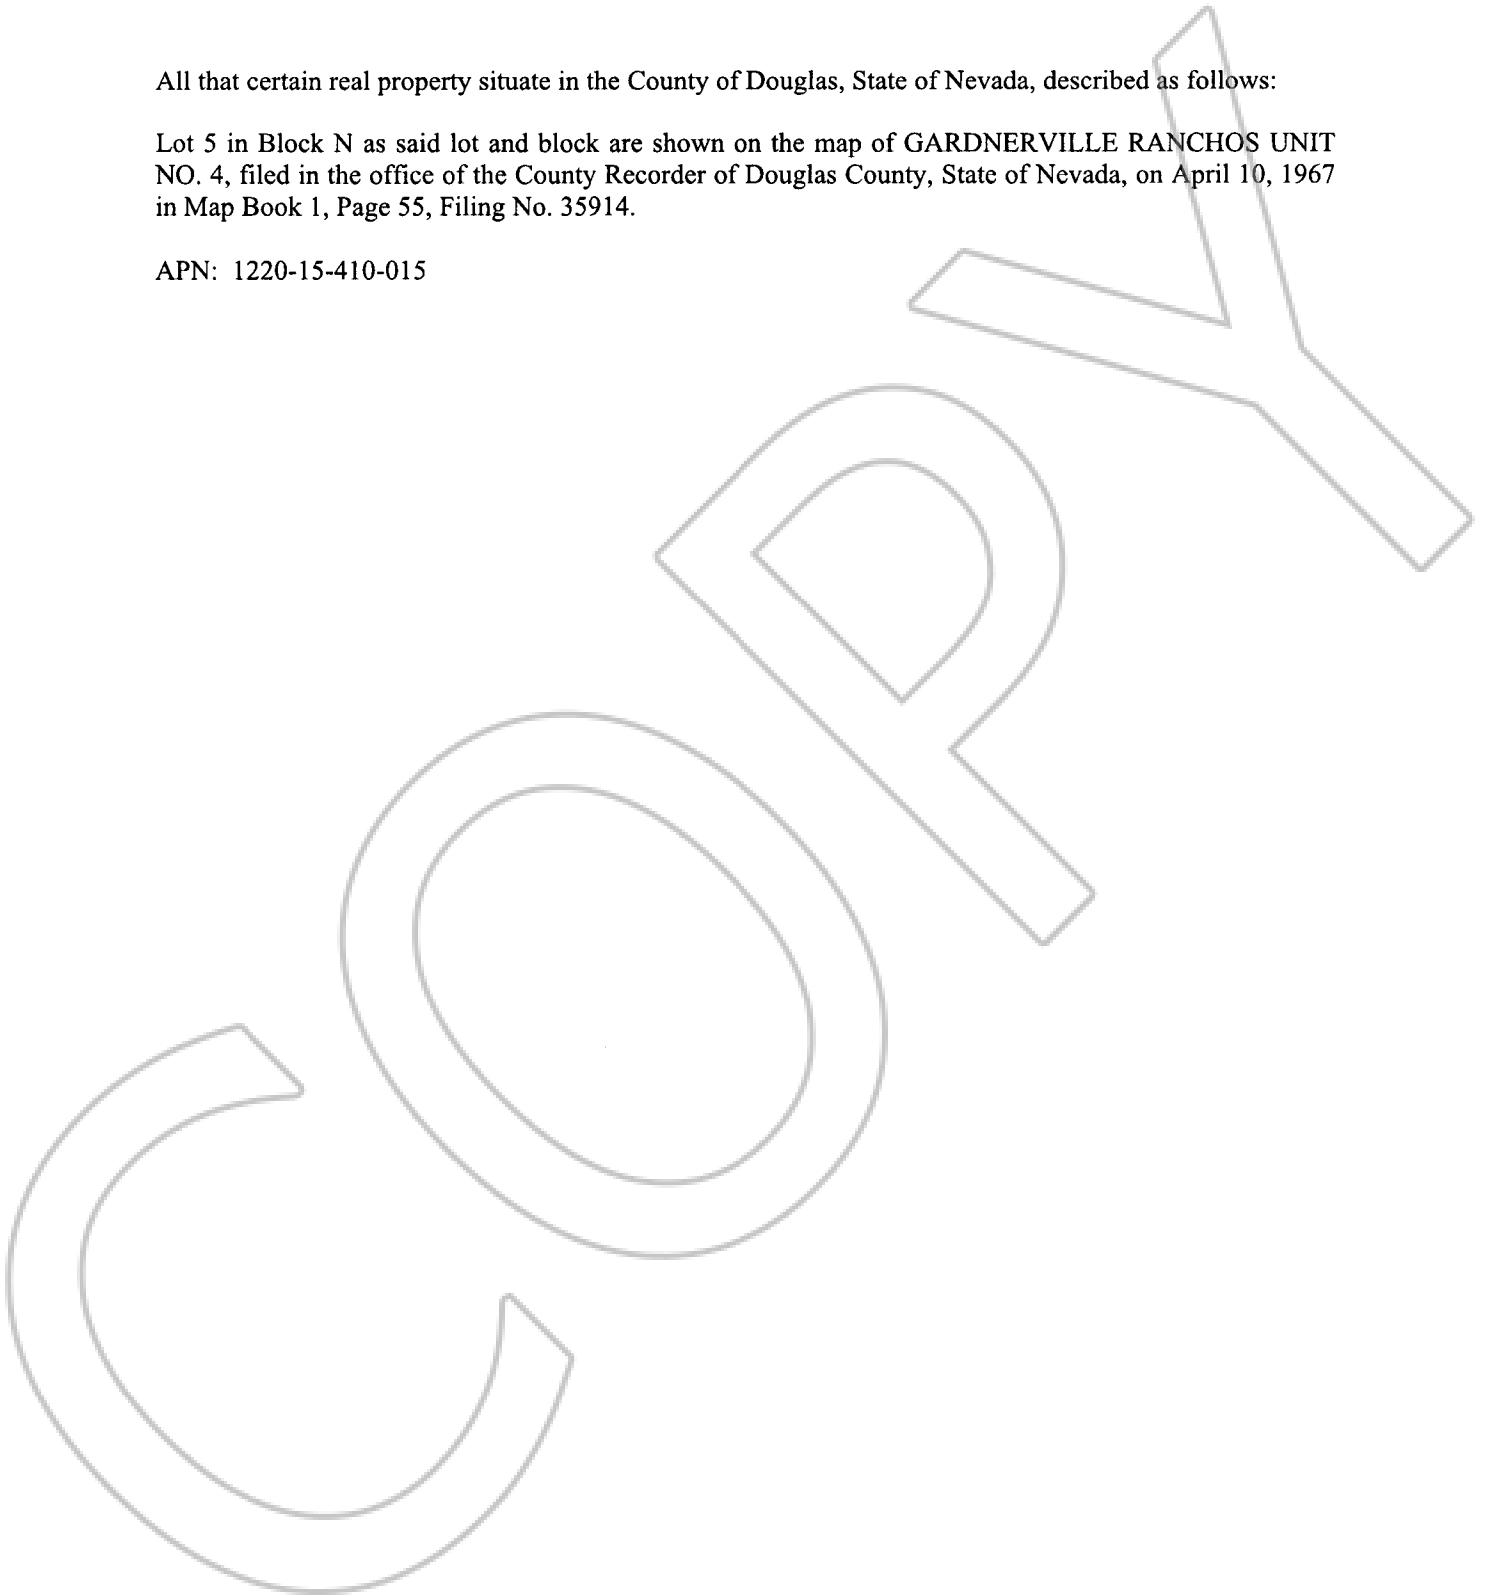 All that certain real property situate in the County of Douglas, State of Nevada, described as follows:
Lot 5 in Block N as said lot and block are shown on the map of GARDNERVILLE RANCHOS UNIT
NO. 4, filed in the office of the County Recorder of Douglas County, State of Nevada, on April 10, 1967
in Map Book 1, Page 55, Filing No. 35914.
APN: 1220-15-410-015
COPY